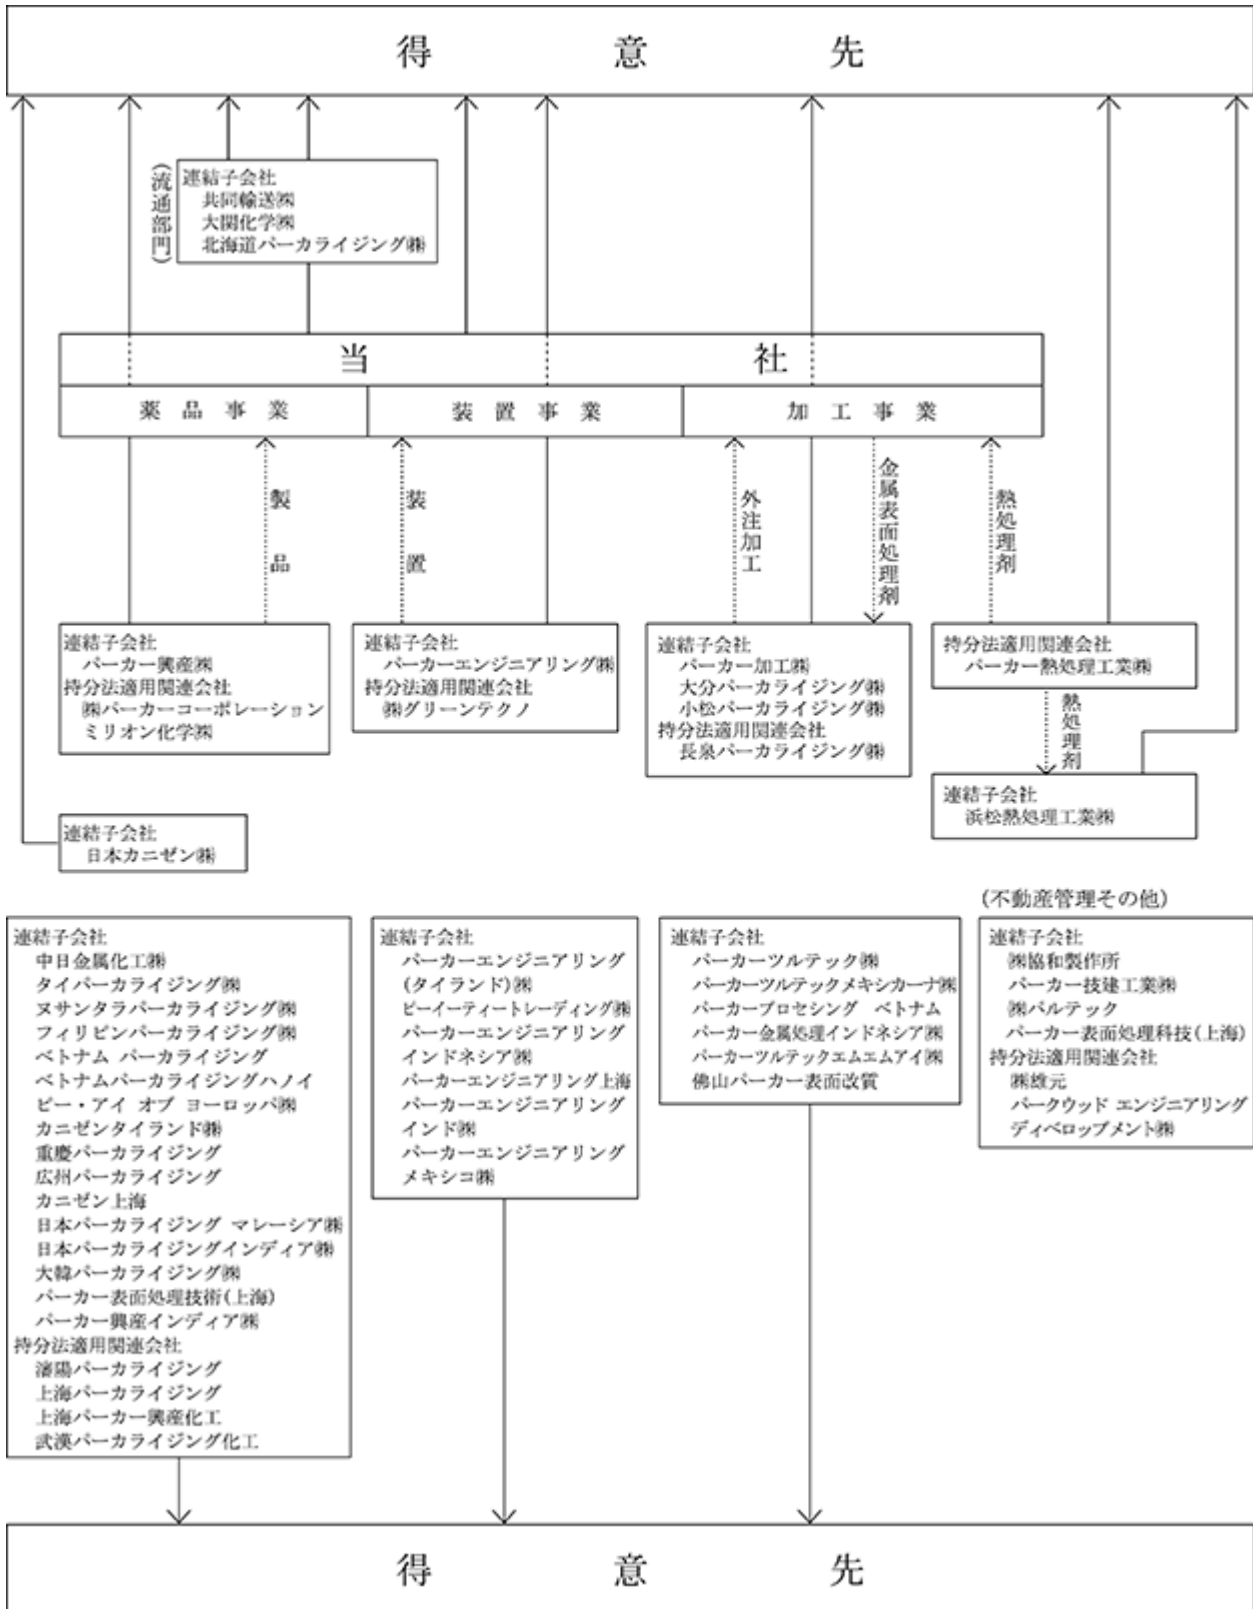 得意先
(流通部門)
連結子会社
共同輸送㈱
大関化学㈱
北海道パーカライジング㈱
当社
薬品事業
装置事業
加工事業
製品
装置
外注加工
金属表面処理剤
熱処理剤
連結子会社
パーカー興産㈱
持分法適用関連会社
㈱パーカーコーポレーション
ミリオン化学㈱
連結子会社
パーカーエンジニアリング㈱
持分法適用関連会社
㈱グリーンテクノ
連結子会社
パーカー加工㈱
大分パーカライジング㈱
小松パーカライジング㈱
持分法適用関連会社
長泉パーカライジング㈱
持分法適用関連会社
パーカー熱処理工業㈱
熱処理剤
連結子会社
浜松熱処理工業㈱
連結子会社
日本カニゼン㈱
連結子会社
中日金属化工㈱
タイパーカライジング㈱
ヌサンタラパーカライジング㈱
フィリピンパーカライジング㈱
ベトナム パーカライジング
ベトナムパーカライジングハノイ
ピー・アイ オブ ヨーロッパ㈱
カニゼンタイランド㈱
重慶パーカライジング
広州パーカライジング
カニゼン上海
日本パーカライジング マレーシア㈱
日本パーカライジングインディア㈱
大韓パーカライジング㈱
パーカー表面処理技術(上海)
パーカー興産インディア㈱
持分法適用関連会社
瀋陽パーカライジング
上海パーカライジング
上海パーカー興産化工
武漢パーカライジング化工
連結子会社
パーカーエンジニアリング
(タイランド)㈱
ピーイーティートレーディング㈱
パーカーエンジニアリング
インドネシア㈱
パーカーエンジニアリング上海
パーカーエンジニアリング
インド㈱
パーカーエンジニアリング
メキシコ㈱
連結子会社
パーカーツルテック㈱
パーカーツルテックメキシカーナ㈱
パーカープロセシング ベトナム
パーカー金属処理インドネシア㈱
パーカーツルテックエムエムアイ㈱
佛山パーカー表面改質
(不動産管理その他)
連結子会社
㈱協和製作所
パーカー技建工業㈱
㈱パルテック
パーカー表面処理科技(上海)
持分法適用関連会社
㈱雄元
パークウッド エンジニアリング
ディベロップメント㈱
得意先